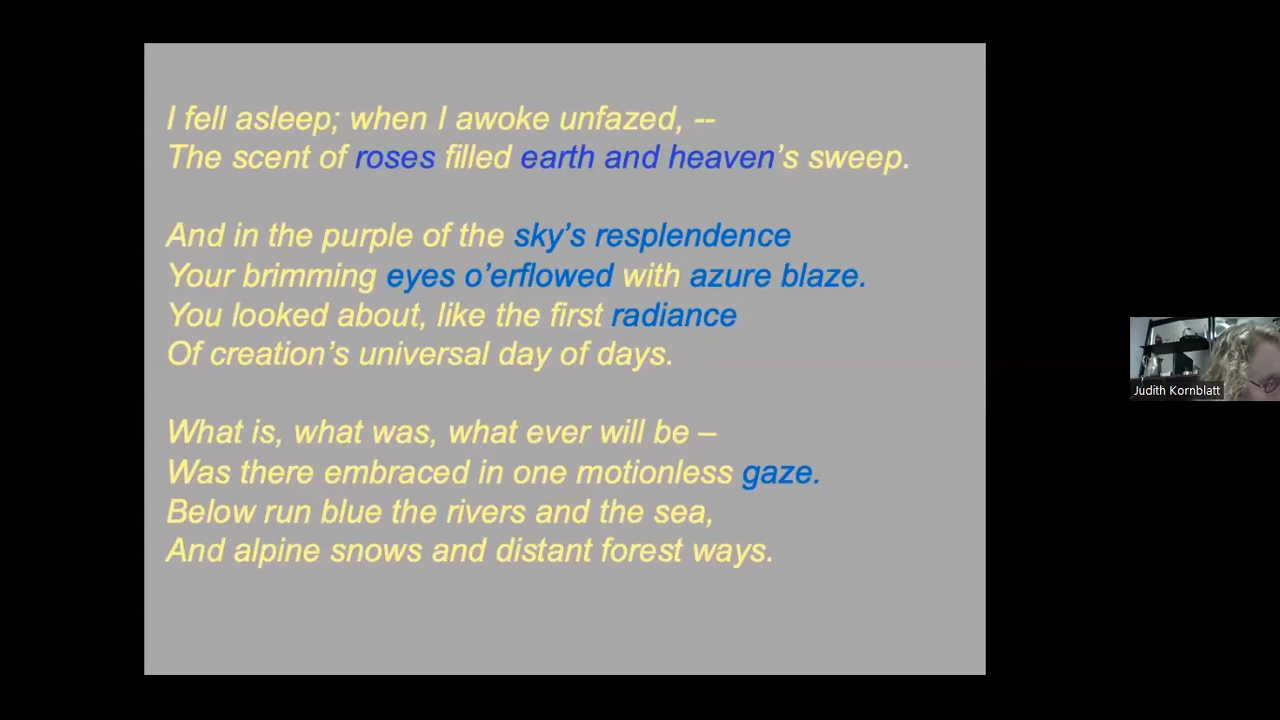 I fell asleep; when I awoke unfazed, --
The scent of roses filled earth and heaven's sweep.
And in the purple of the sky's resplendence
Your brimming eyes o'erflowed with azure blaze.
You looked about, like the first radiance
Of creation's universal day of days.
What is, what was, what ever will be –
Was there embraced in one motionless gaze.
Below run blue the rivers and the sea,
And alpine snows and distant forest ways.
Judith Kornblatt